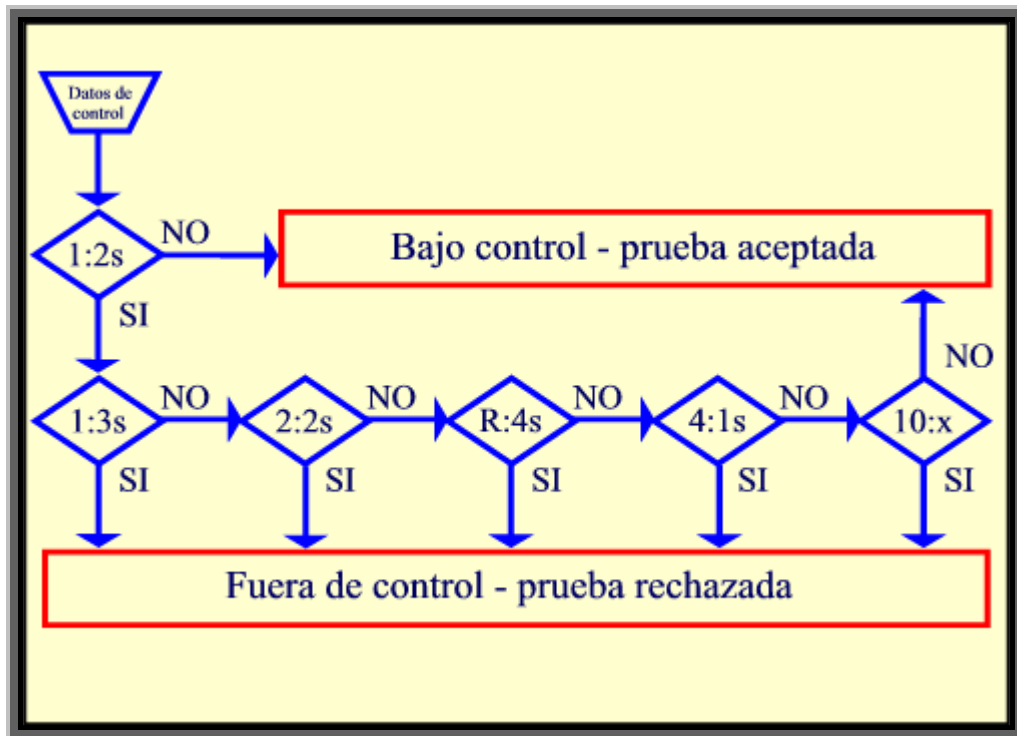 Datos de
control
1:2s
NO
Bajo control - prueba aceptada
SI
NO
1:3s
NO
2:2s
NO
R:4s
NO
4:1s
NO
10:x
SI
SI
SI
SI
SI
Fuera de control - prueba rechazada